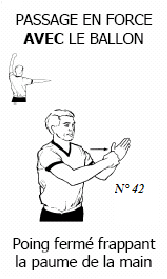 PASSAGE EN FORCE
AVEC LE BALLON
N° 42
Poing fermé frappant
la paume de la main